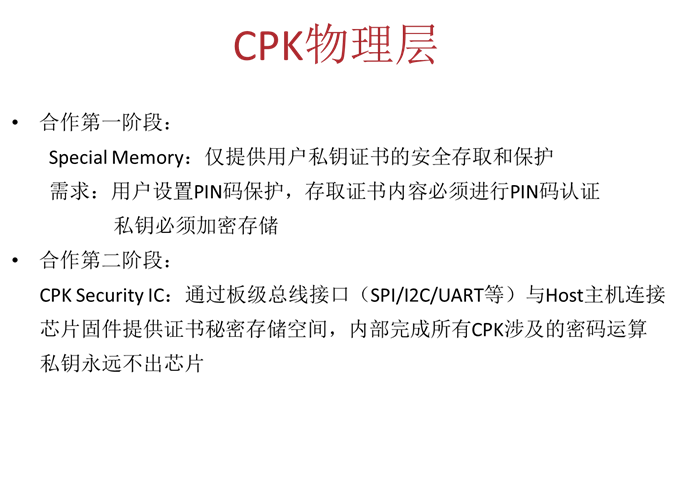 CPK物理层
• 合作第一阶段：
Special Memory：仅提供用户私钥证书的安全存取和保护
需求：用户设置PIN码保护，存取证书内容必须进行PIN码认证
私钥必须加密存储
• 合作第二阶段：
CPK Security IC：通过板级总线接口（SPI/I2C/UART等）与Host主机连接
芯片固件提供证书秘密存储空间，内部完成所有CPK涉及的密码运算
私钥永远不出芯片